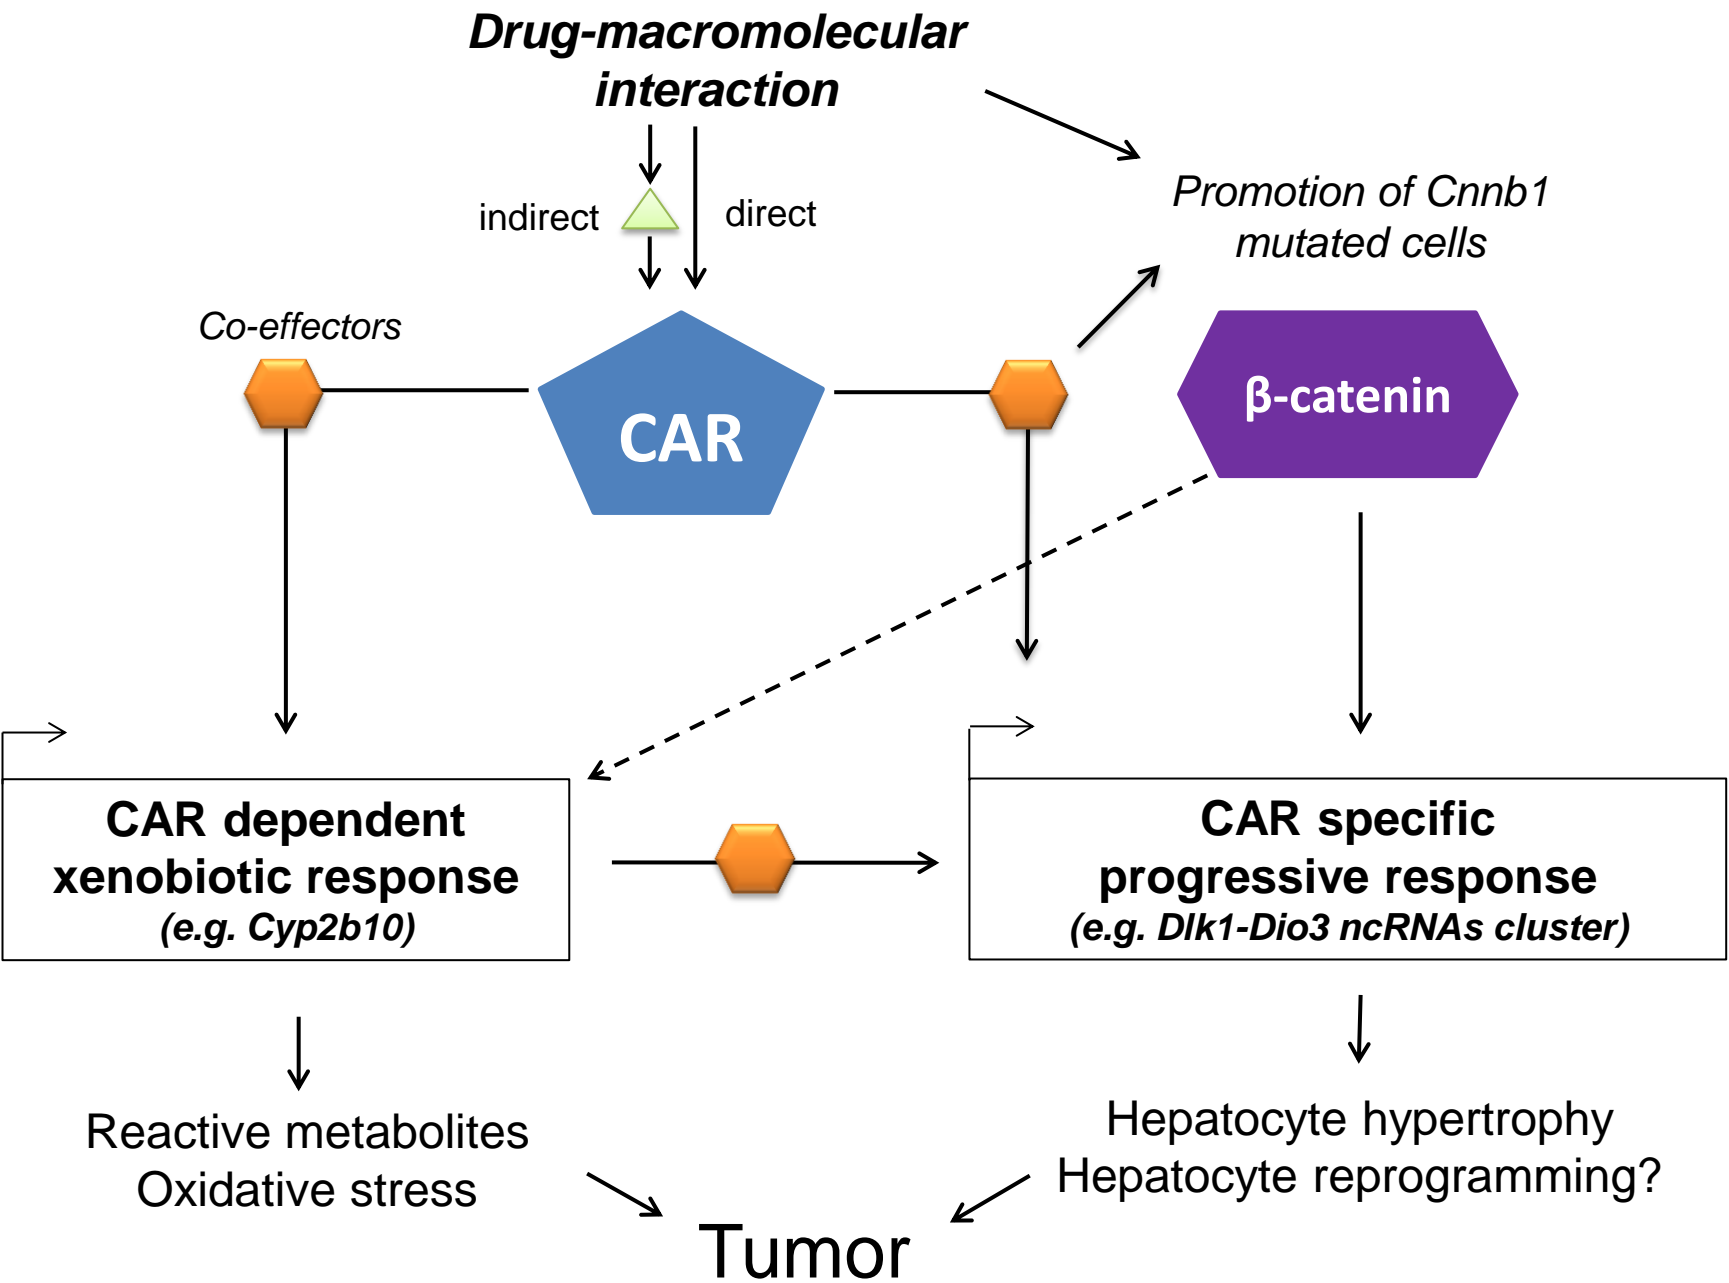 Drug-macromolecular
interaction
indirect
direct
Promotion of Cnnb1
mutated cells
Co-effectors
CAR
β-catenin
CAR dependent
xenobiotic response
(e.g. Cyp2b10)
CAR specific
progressive response
(e.g. Dlk1-Dio3 ncRNAs cluster)
Reactive metabolites
Oxidative stress
Hepatocyte hypertrophy
Hepatocyte reprogramming?
Tumor